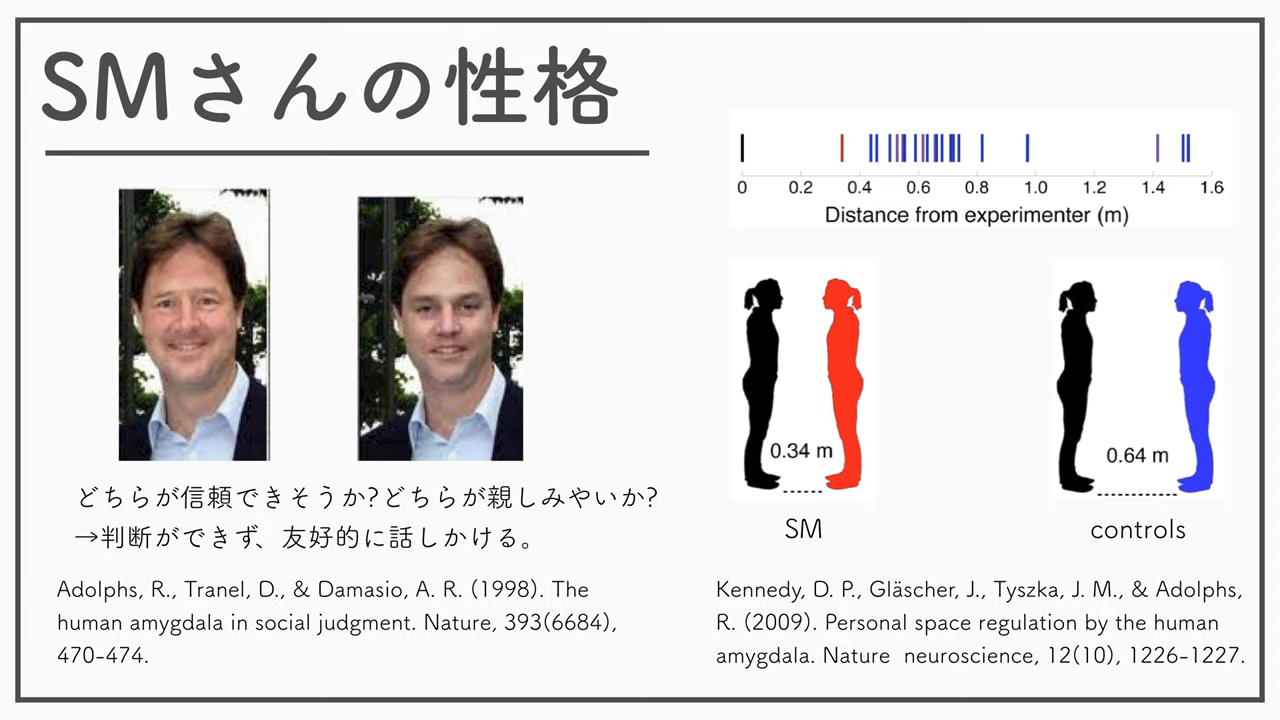 SMさんの性格
どちらが信頼できそうか?どちらが親しみやいか?
→判断ができず、友好的に話しかける。
Adolphs, R., Tranel, D., & Damasio, A. R. (1998). The
human amygdala in social judgment. Nature, 393(6684),
470-474.
0 0.2 0.4 0.6 0.8 1.0 1.2 1.4 1.6
Distance from experimenter (m)
0.34 m
0.64 m
SM
controls
Kennedy, D. P., Gläscher, J., Tyszka, J. M., & Adolphs,
R. (2009). Personal space regulation by the human
amygdala. Nature neuroscience, 12(10), 1226-1227.